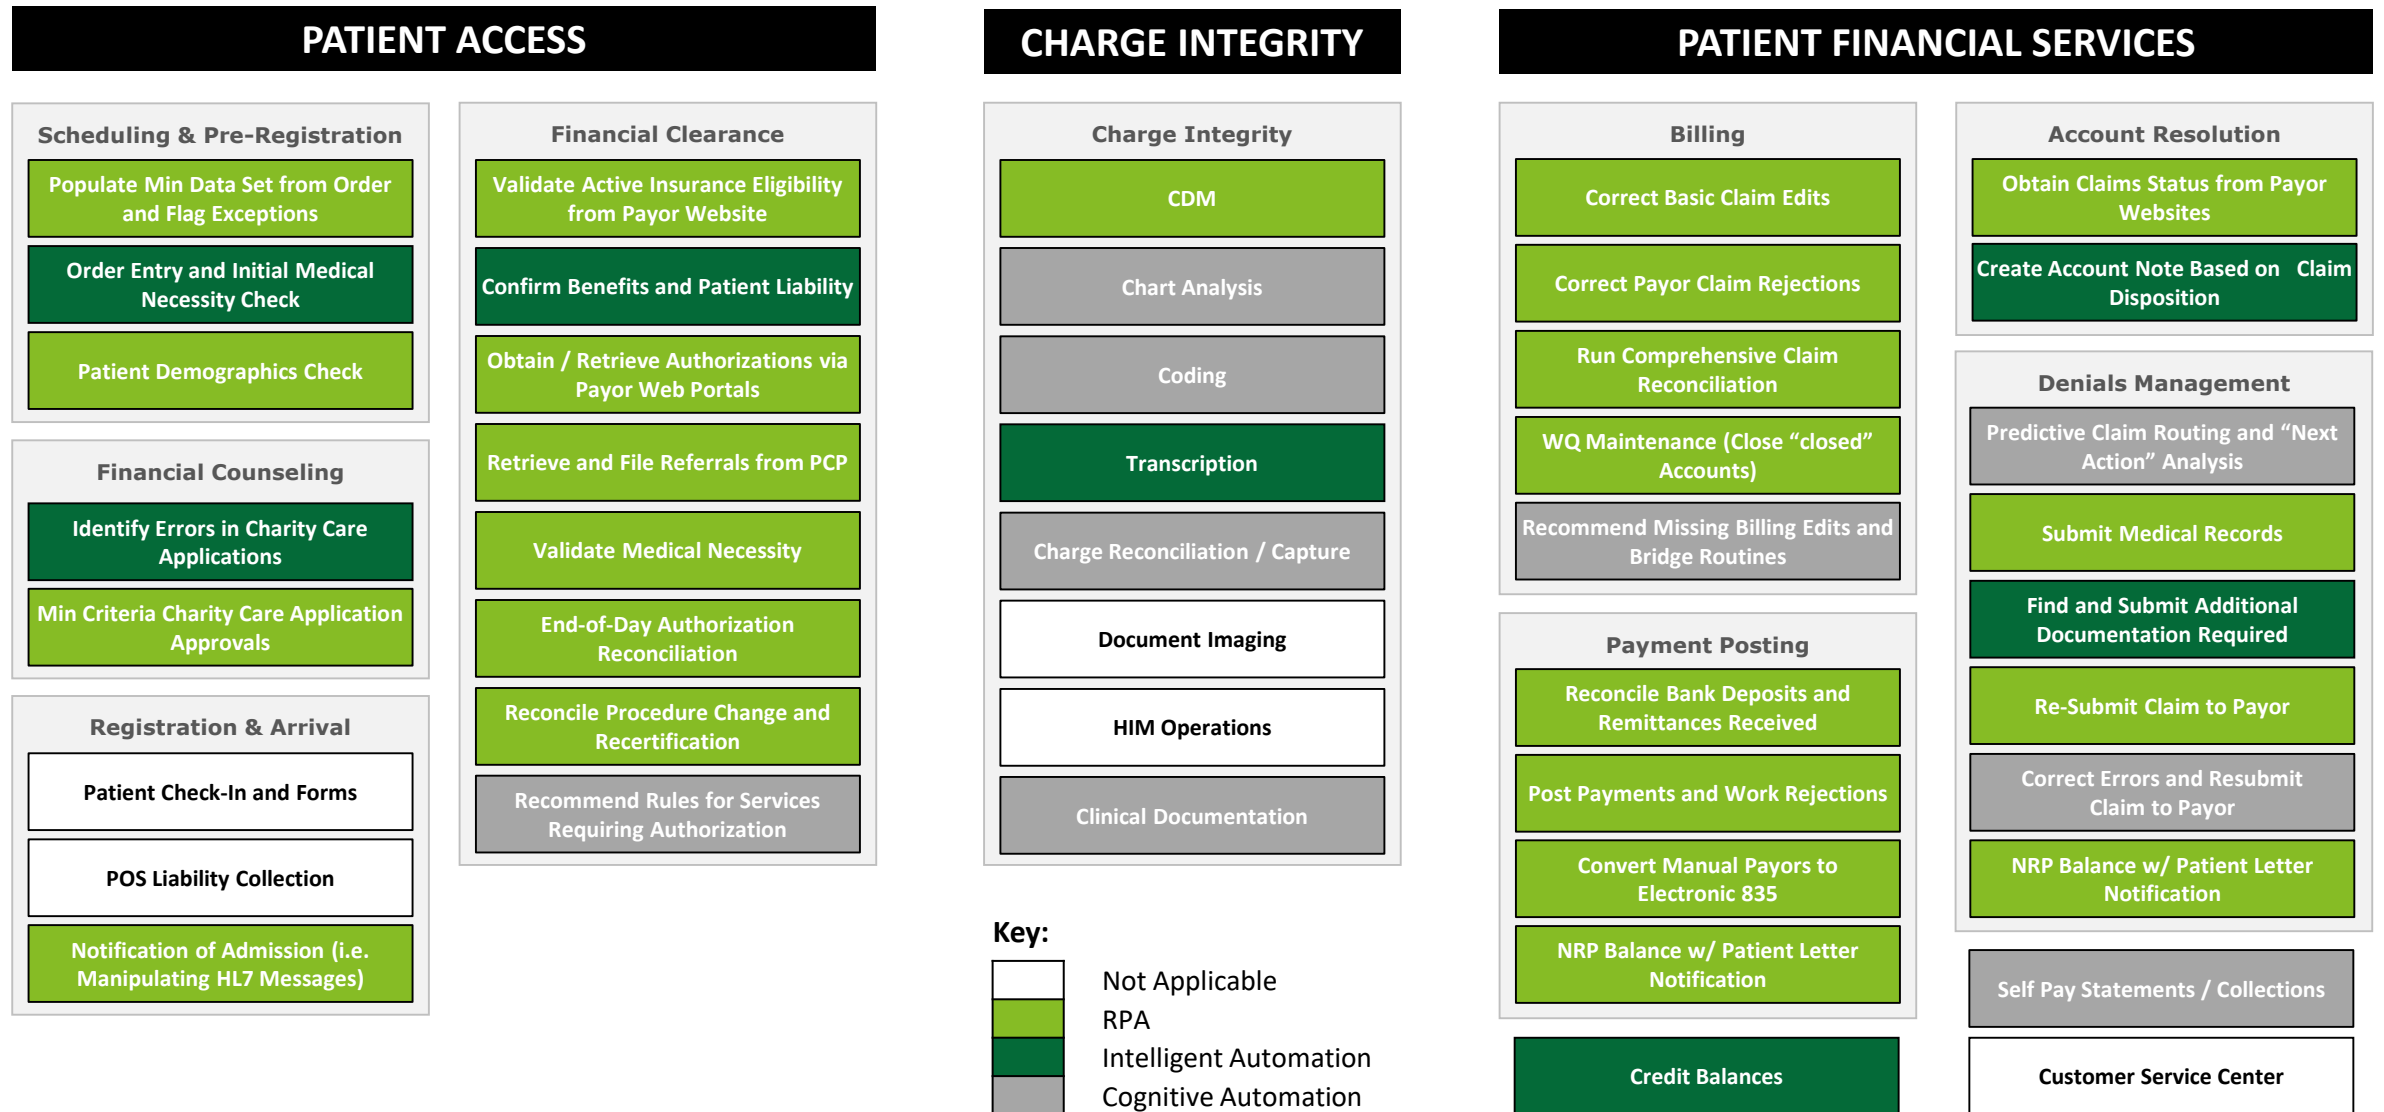 PATIENT ACCESS
Scheduling & Pre-Registration
Populate Min Data Set from Order
and Flag Exceptions
Order Entry and Initial Medical
Necessity Check
Patient Demographics Check
Financial Counseling
Identify Errors in Charity Care
Applications
Min Criteria Charity Care Application
Approvals
Registration & Arrival
Patient Check-In and Forms
POS Liability Collection
Notification of Admission (i.e.
Manipulating HL7 Messages)
Financial Clearance
Validate Active Insurance Eligibility
from Payor Website
Confirm Benefits and Patient Liability
Obtain / Retrieve Authorizations via
Payor Web Portals
Retrieve and File Referrals from PCP
Validate Medical Necessity
End-of-Day Authorization
Reconciliation
Reconcile Procedure Change and
Recertification
Recommend Rules for Services
Requiring Authorization
CHARGE INTEGRITY
Charge Integrity
CDM
Chart Analysis
Coding
Transcription
Charge Reconciliation / Capture
Document Imaging
HIM Operations
Clinical Documentation
Key:
Not Applicable
RPA
Intelligent Automation
Cognitive Automation
PATIENT FINANCIAL SERVICES
Billing
Correct Basic Claim Edits
Correct Payor Claim Rejections
Run Comprehensive Claim
Reconciliation
WQ Maintenance (Close “closed”
Accounts)
Recommend Missing Billing Edits and
Bridge Routines
Payment Posting
Reconcile Bank Deposits and
Remittances Received
Post Payments and Work Rejections
Convert Manual Payors to
Electronic 835
NRP Balance w/ Patient Letter
Notification
Credit Balances
Account Resolution
Obtain Claims Status from Payor
Websites
Create Account Note Based on Claim
Disposition
Denials Management
Predictive Claim Routing and “Next
Action” Analysis
Submit Medical Records
Find and Submit Additional
Documentation Required
Re-Submit Claim to Payor
Correct Errors and Resubmit
Claim to Payor
NRP Balance w/ Patient Letter
Notification
Self Pay Statements / Collections
Customer Service Center